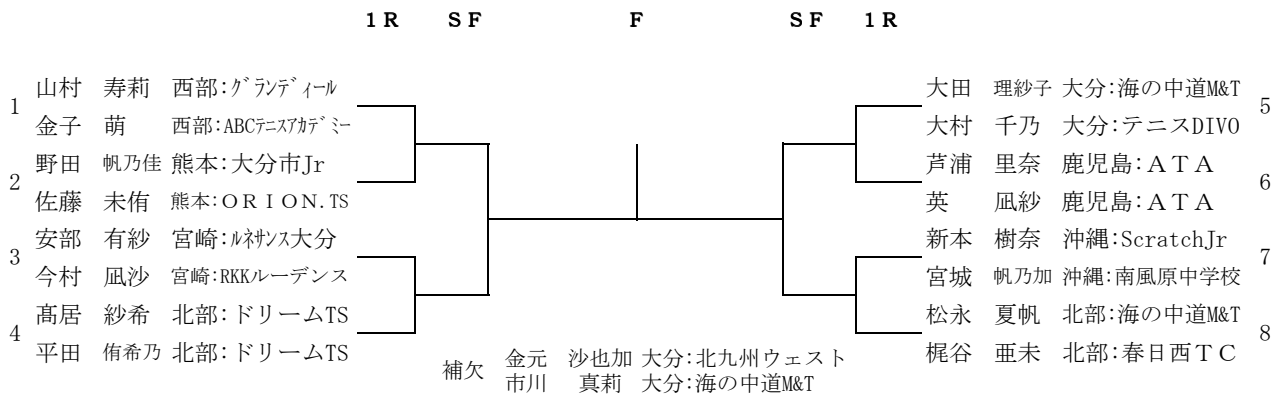 1R SF F SF 1R
1 山村 寿莉 西部:グランディール
金子 萌 西部:ABCテニスアカデミー
2 野田 帆乃佳 熊本:大分市Jr
佐藤 未侑 熊本:ORION.TS
3 安部 有紗 宮崎:ルネサンス大分
今村 凪沙 宮崎:RKKルーデンス
4 髙居 紗希 北部:ドリームTS
平田 侑希乃 北部:ドリームTS
大田 理紗子 大分:海の中道M&T 5
大村 千乃 大分:テニスDIVO
芦浦 里奈 鹿児島:ATA 6
英 凪紗 鹿児島:ATA
新本 樹奈 沖縄:ScratchJr 7
宮城 帆乃加 沖縄:南風原中学校
松永 夏帆 北部:海の中道M&T 8
梶谷 亜未 北部:春日西TC
補欠 金元 沙也加 大分:北九州ウェスト
市川 真莉 大分:海の中道M&T